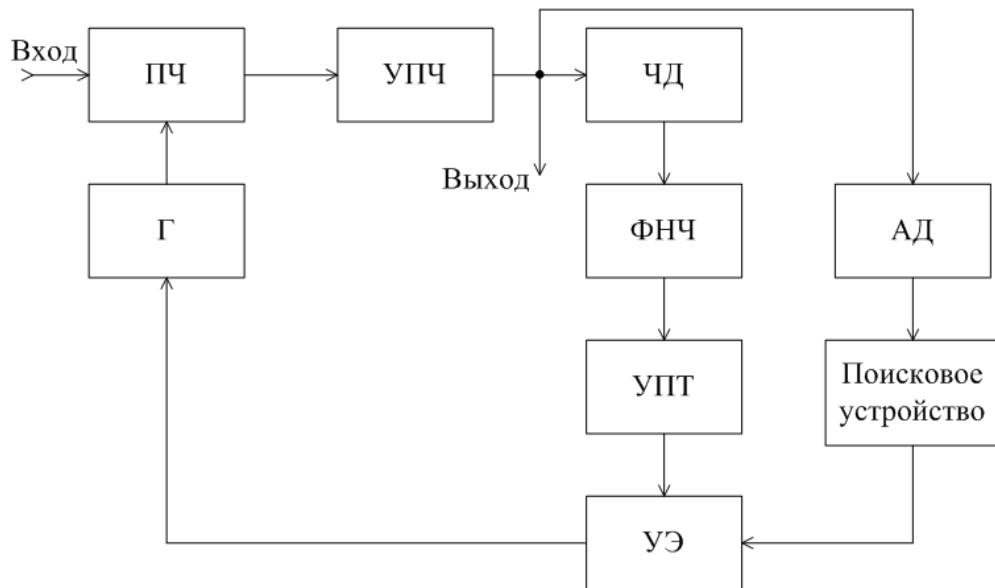 Вход
ПЧ
УПЧ
ЧД
Выход
Г
ФНЧ
АД
УПТ
Поисковое
устройство
УЭ